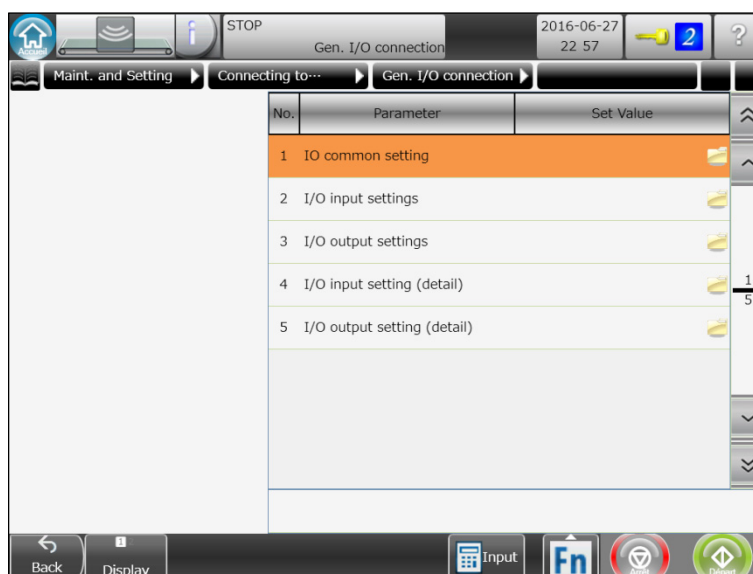 STOP
2016-06-27
Gen. I/O connection
22 57
2
?
Accueil
i
Maint. and Setting
Connecting to…
Gen. I/O connection
No. Parameter Set Value
1 IO common setting
2 I/O input settings
3 I/O output settings
4 I/O input setting (detail)
5 I/O output setting (detail)
1
5
Back
1
Display
Input
Fn
Arrêt
Départ